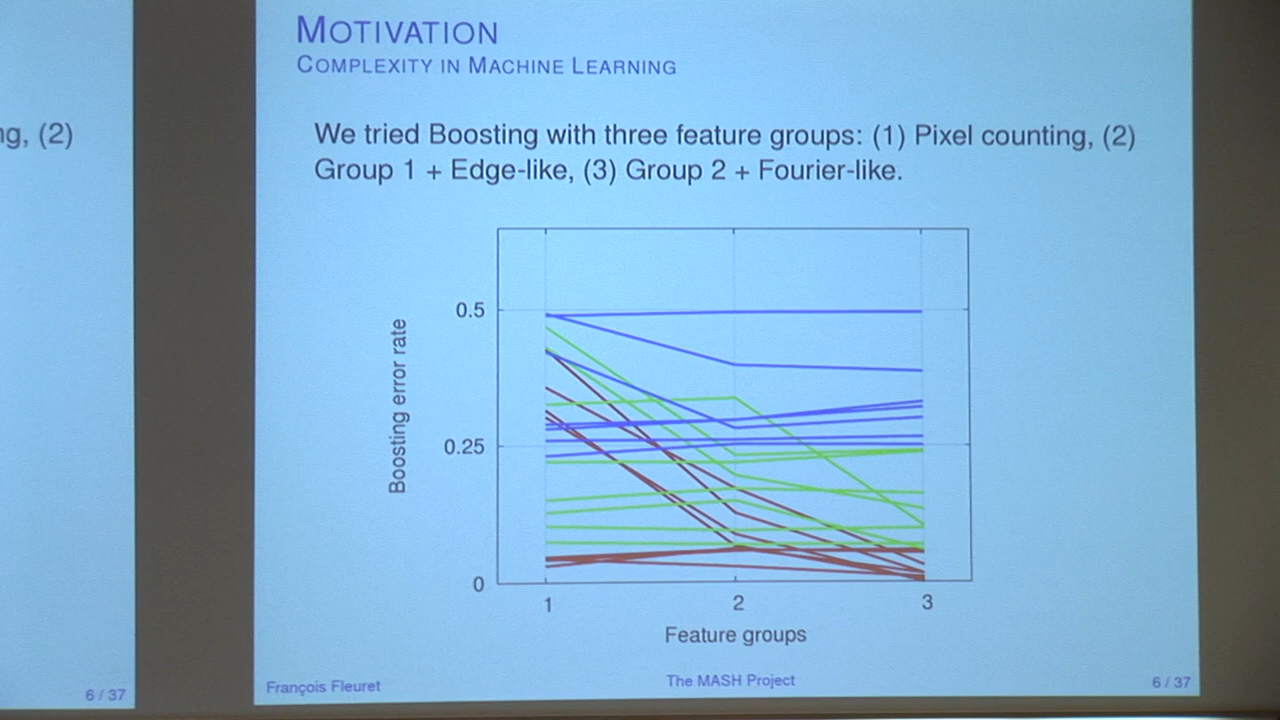 MOTIVATION
COMPLEXITY IN MACHINE LEARNING
ng, (2)
We tried Boosting with three feature groups: (1) Pixel counting, (2)
Group 1 + Edge-like, (3) Group 2 + Fourier-like.
0.5
0.25
0
Boosting error rate
1 2 3
Feature groups
6 / 37
François Fleuret The MASH Project 6 / 37